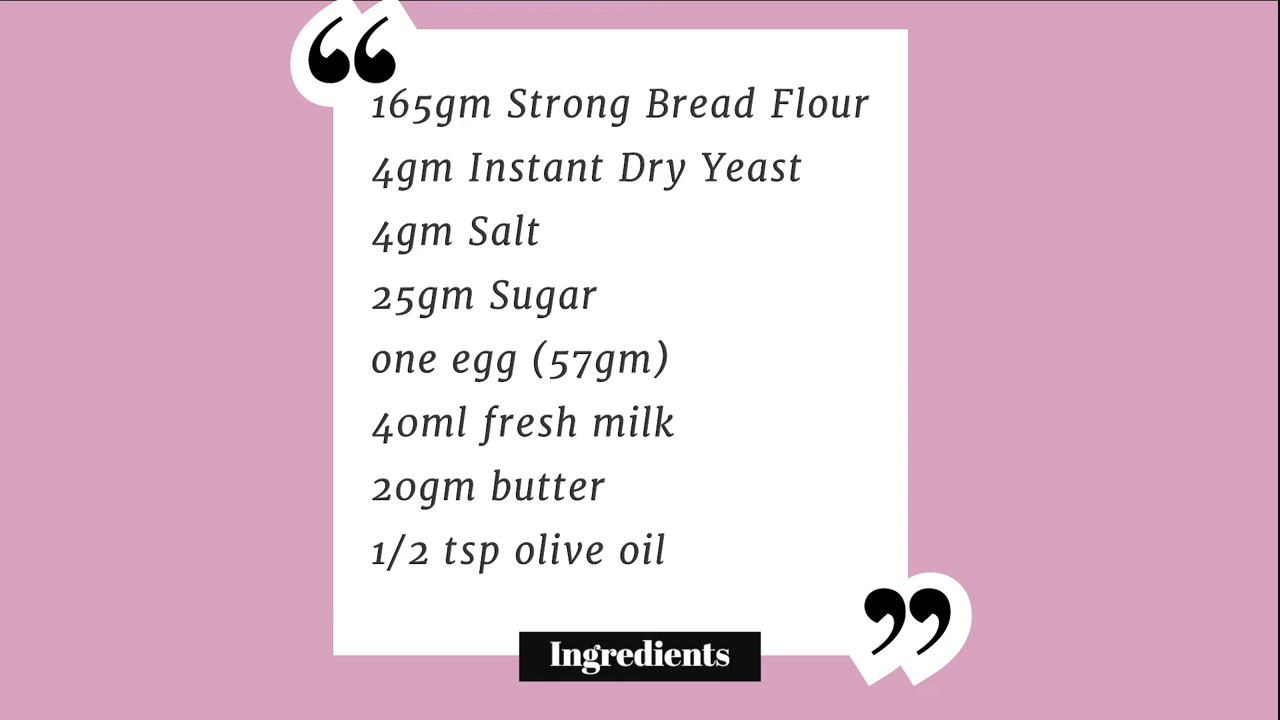 “
165gm Strong Bread Flour
4gm Instant Dry Yeast
4gm Salt
25gm Sugar
one egg (57gm)
40ml fresh milk
20gm butter
1/2 tsp olive oil
”
Ingredients